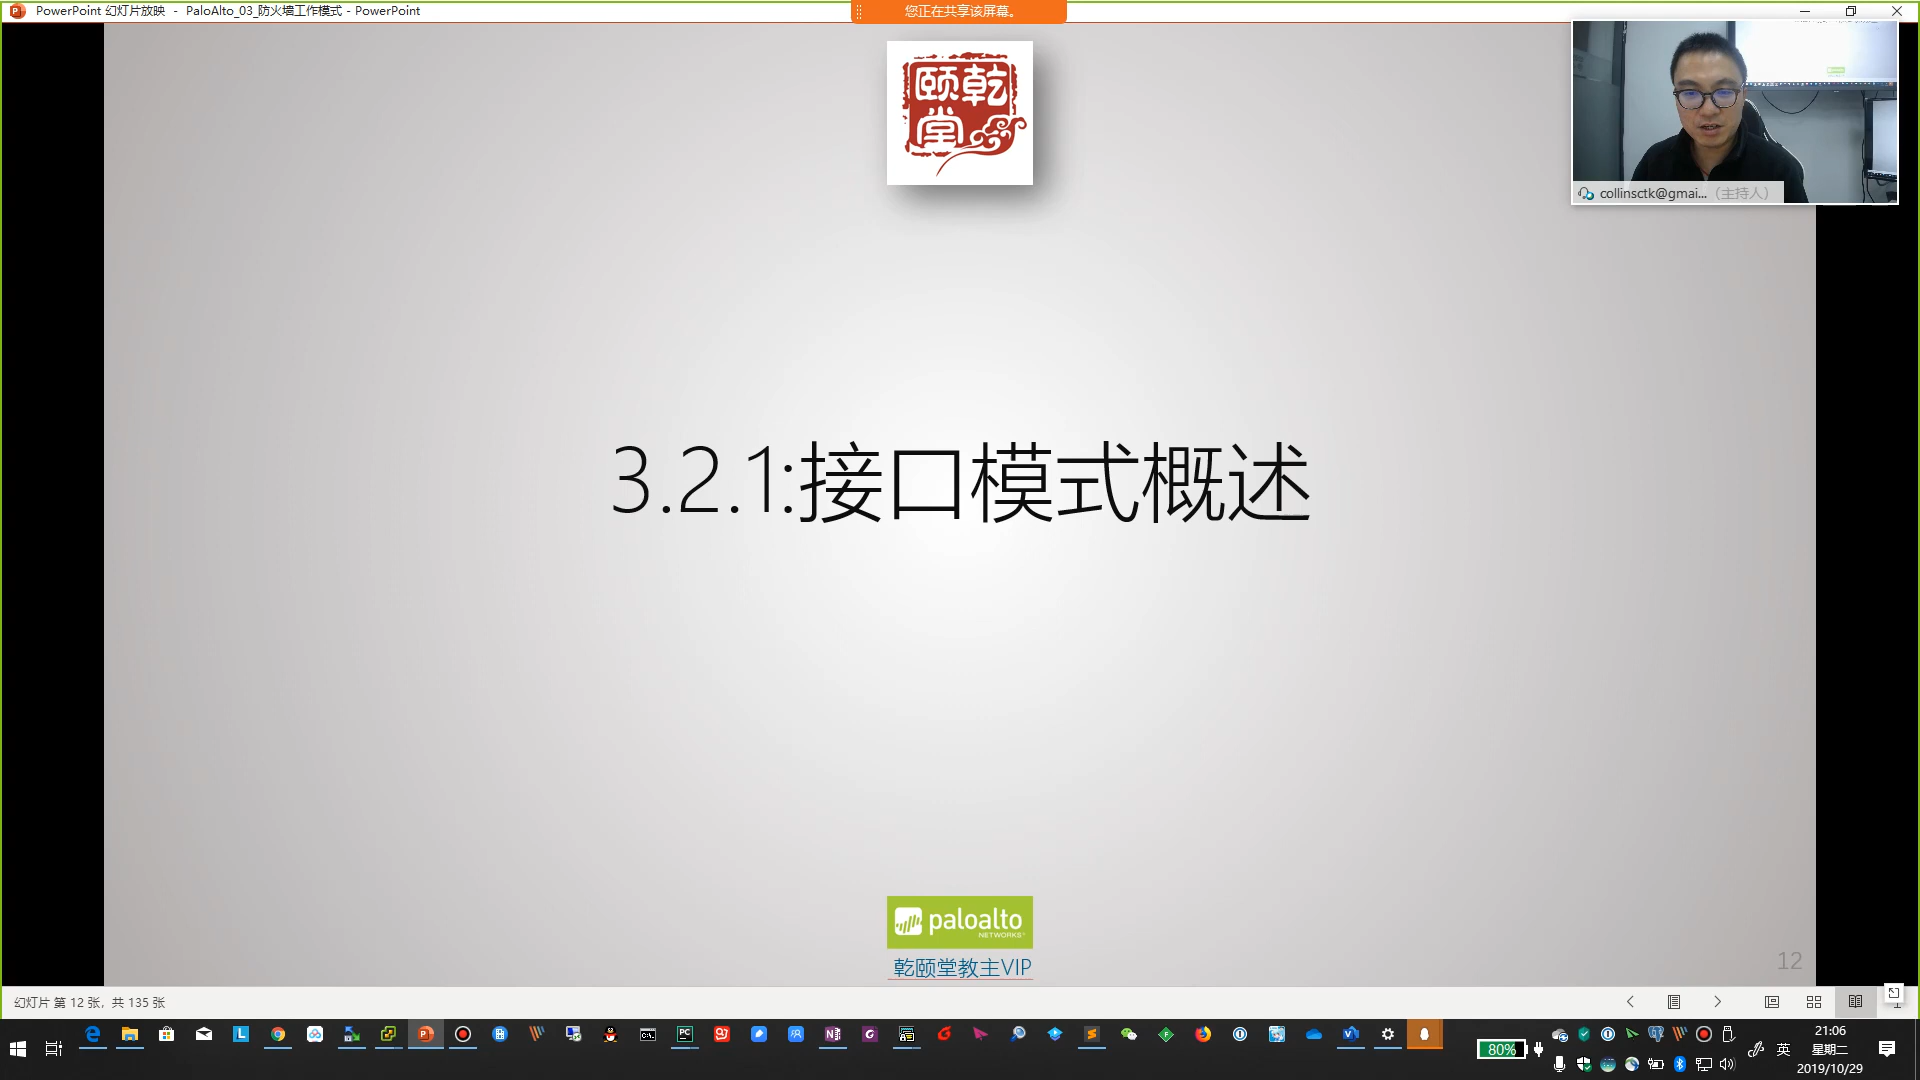 PowerPoint 幻灯片放映 - PaloAlto_03_防火墙工作模式 - PowerPoint
您正在共享该屏幕。
颐乾
堂
collinsctk@gmai... (主持人)
3.2.1:接口模式概述
paloalto
NETWORKS
乾颐堂教主VIP
12
幻灯片 第 12 张，共 135 张
80%
英
21:06
星期二
2019/10/29